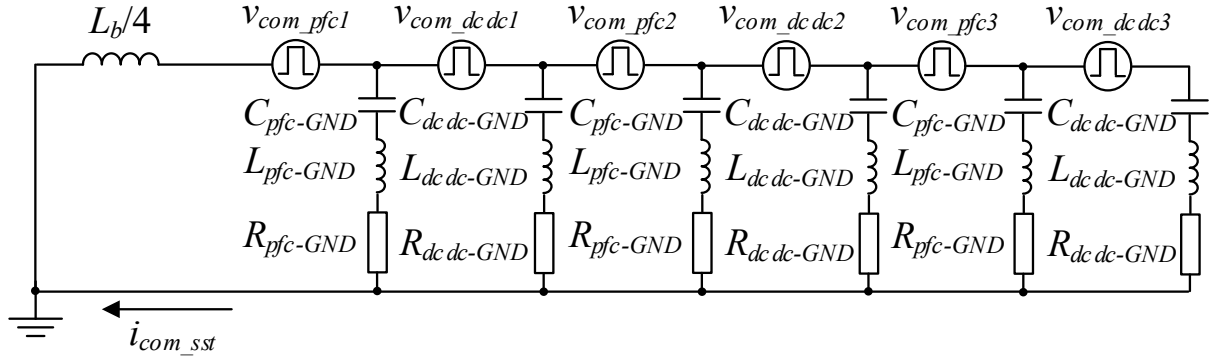 v_com_pfc1 v_com_dcdc1 v_com_pfc2 v_com_dcdc2 v_com_pfc3 v_com_dcdc3
L_b/4
C_pfc-GND C_dcdc-GND C_pfc-GND C_dcdc-GND C_pfc-GND C_dcdc-GND
L_pfc-GND L_dcdc-GND L_pfc-GND L_dcdc-GND L_pfc-GND L_dcdc-GND
R_pfc-GND R_dcdc-GND R_pfc-GND R_dcdc-GND R_pfc-GND R_dcdc-GND
i_com_sst